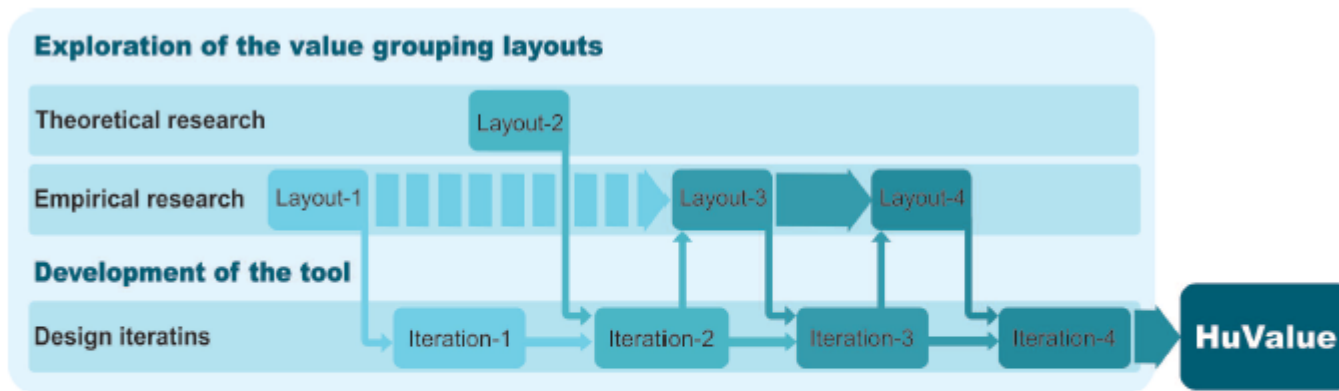 Exploration of the value grouping layouts
Theoretical research
Layout-2
Empirical research
Layout-1
Layout-3
Layout-4
Development of the tool
Design iteratins
Iteration-1
Iteration-2
Iteration-3
Iteration-4
HuValue